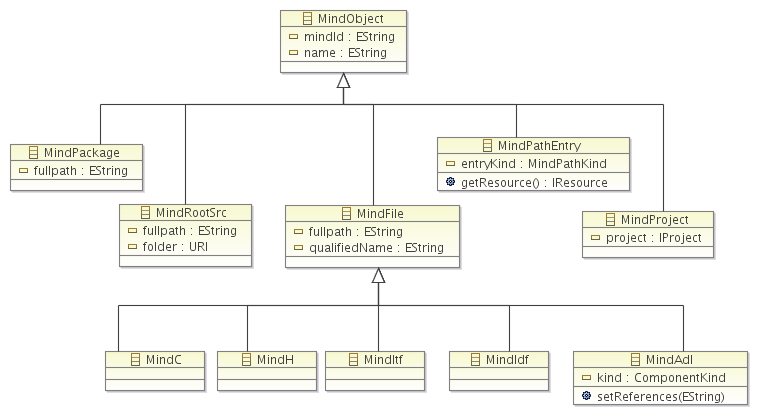 MindObject
mindId : EString
name : EString
MindPackage
fullpath : EString
MindPathEntry
entryKind : MindPathKind
getResource() : IResource
MindRootSrc
fullpath : EString
folder : URI
MindFile
fullpath : EString
qualifiedName : EString
MindProject
project : IProject
MindC
MindH
MindItf
MindIdf
MindAdl
kind : ComponentKind
setReferences(EString)